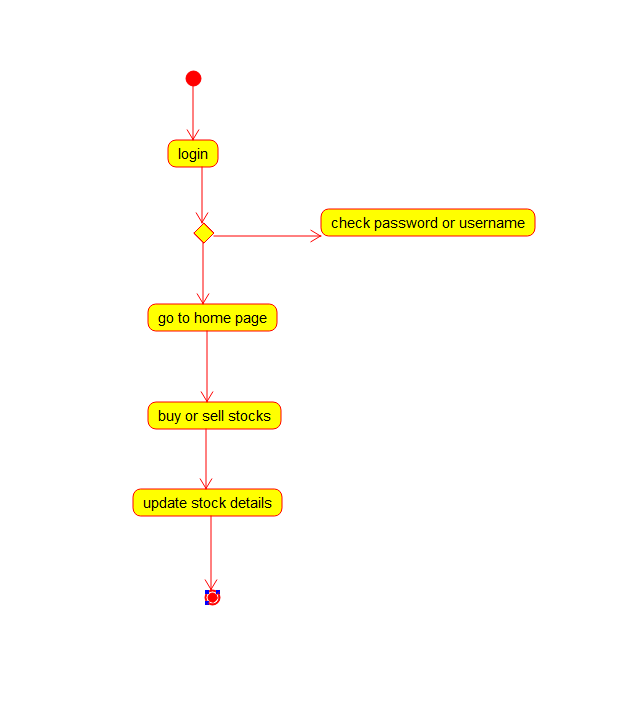 login
check password or username
go to home page
buy or sell stocks
update stock details